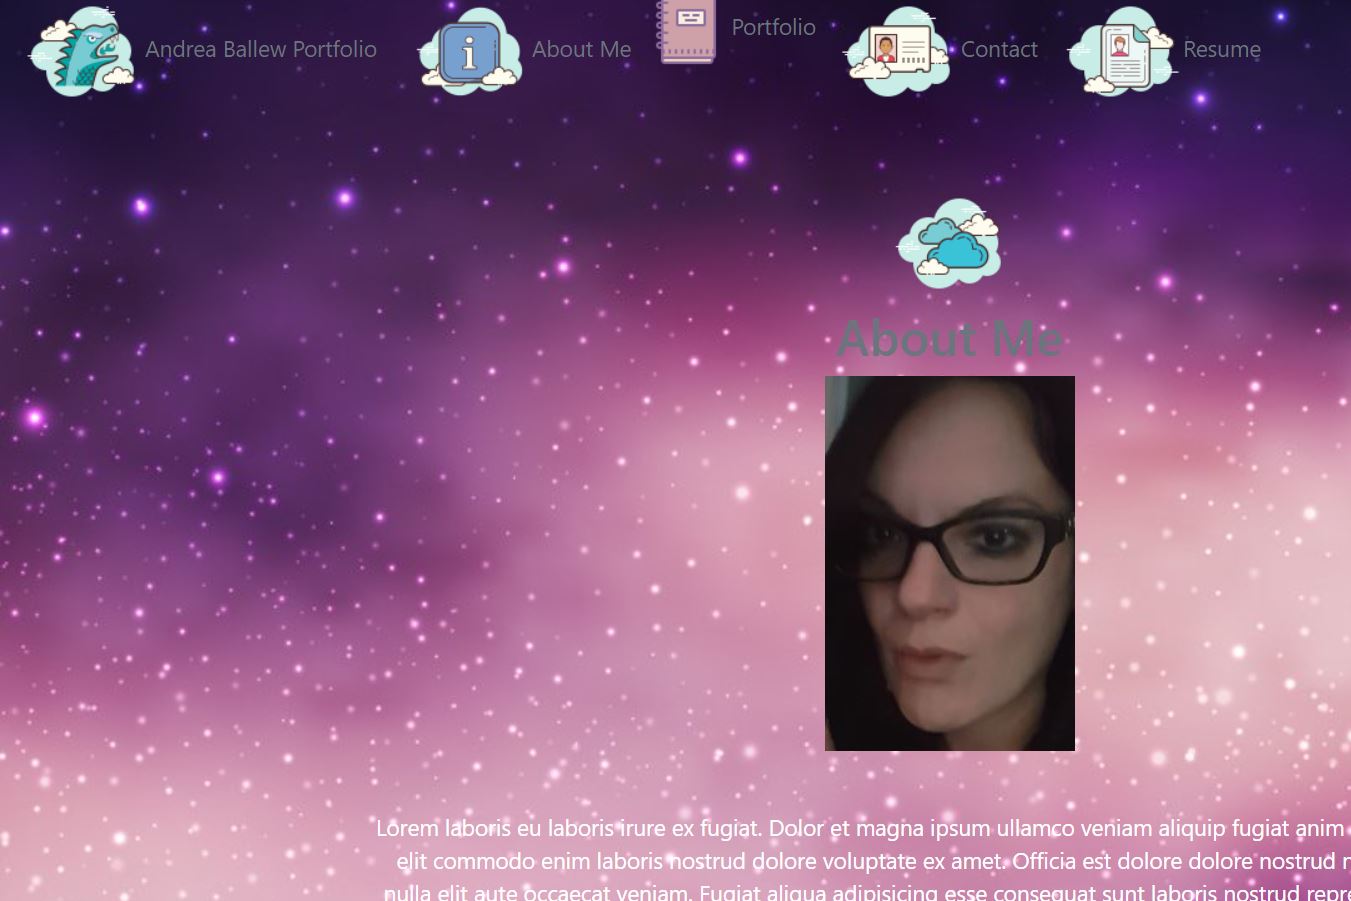 Andrea Ballew Portfolio
About Me
Portfolio
Contact
Resume
About Me
Lorem laboris eu laboris irure ex fugiat. Dolor et magna ipsum ullamco veniam aliquip fugiat anim
elit commodo enim laboris nostrud dolore voluptate ex amet. Officia est dolore dolore nostrud
nulla elit aute occaecat veniam. Fugiat aliqua adipisicing esse consequat sunt laboris nostrud